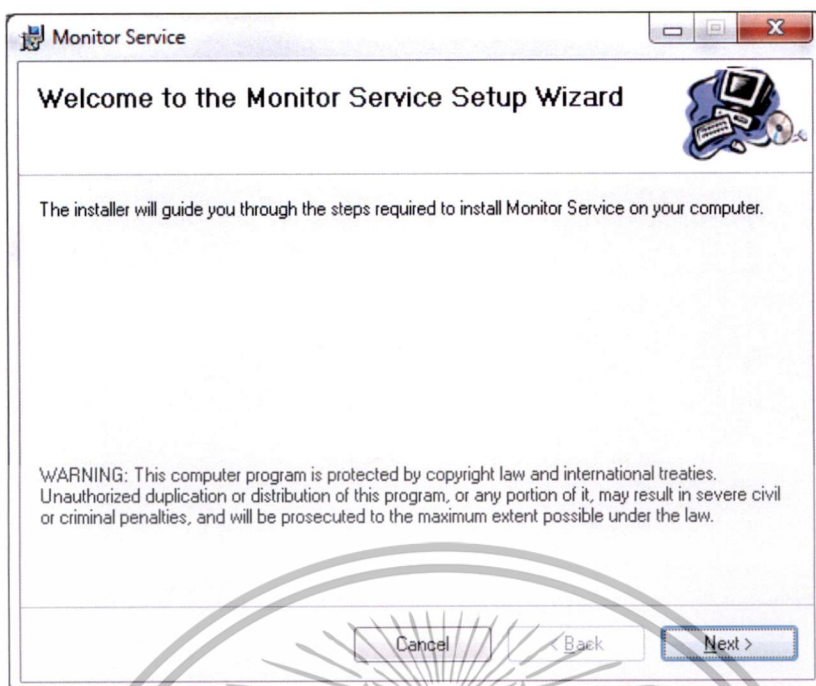 Monitor Service
Welcome to the Monitor Service Setup Wizard
The installer will guide you through the steps required to install Monitor Service on your computer.
WARNING: This computer program is protected by copyright law and international treaties.
Unauthorized duplication or distribution of this program, or any portion of it, may result in severe civil
or criminal penalties, and will be prosecuted to the maximum extent possible under the law.
Cancel
< Back
Next >